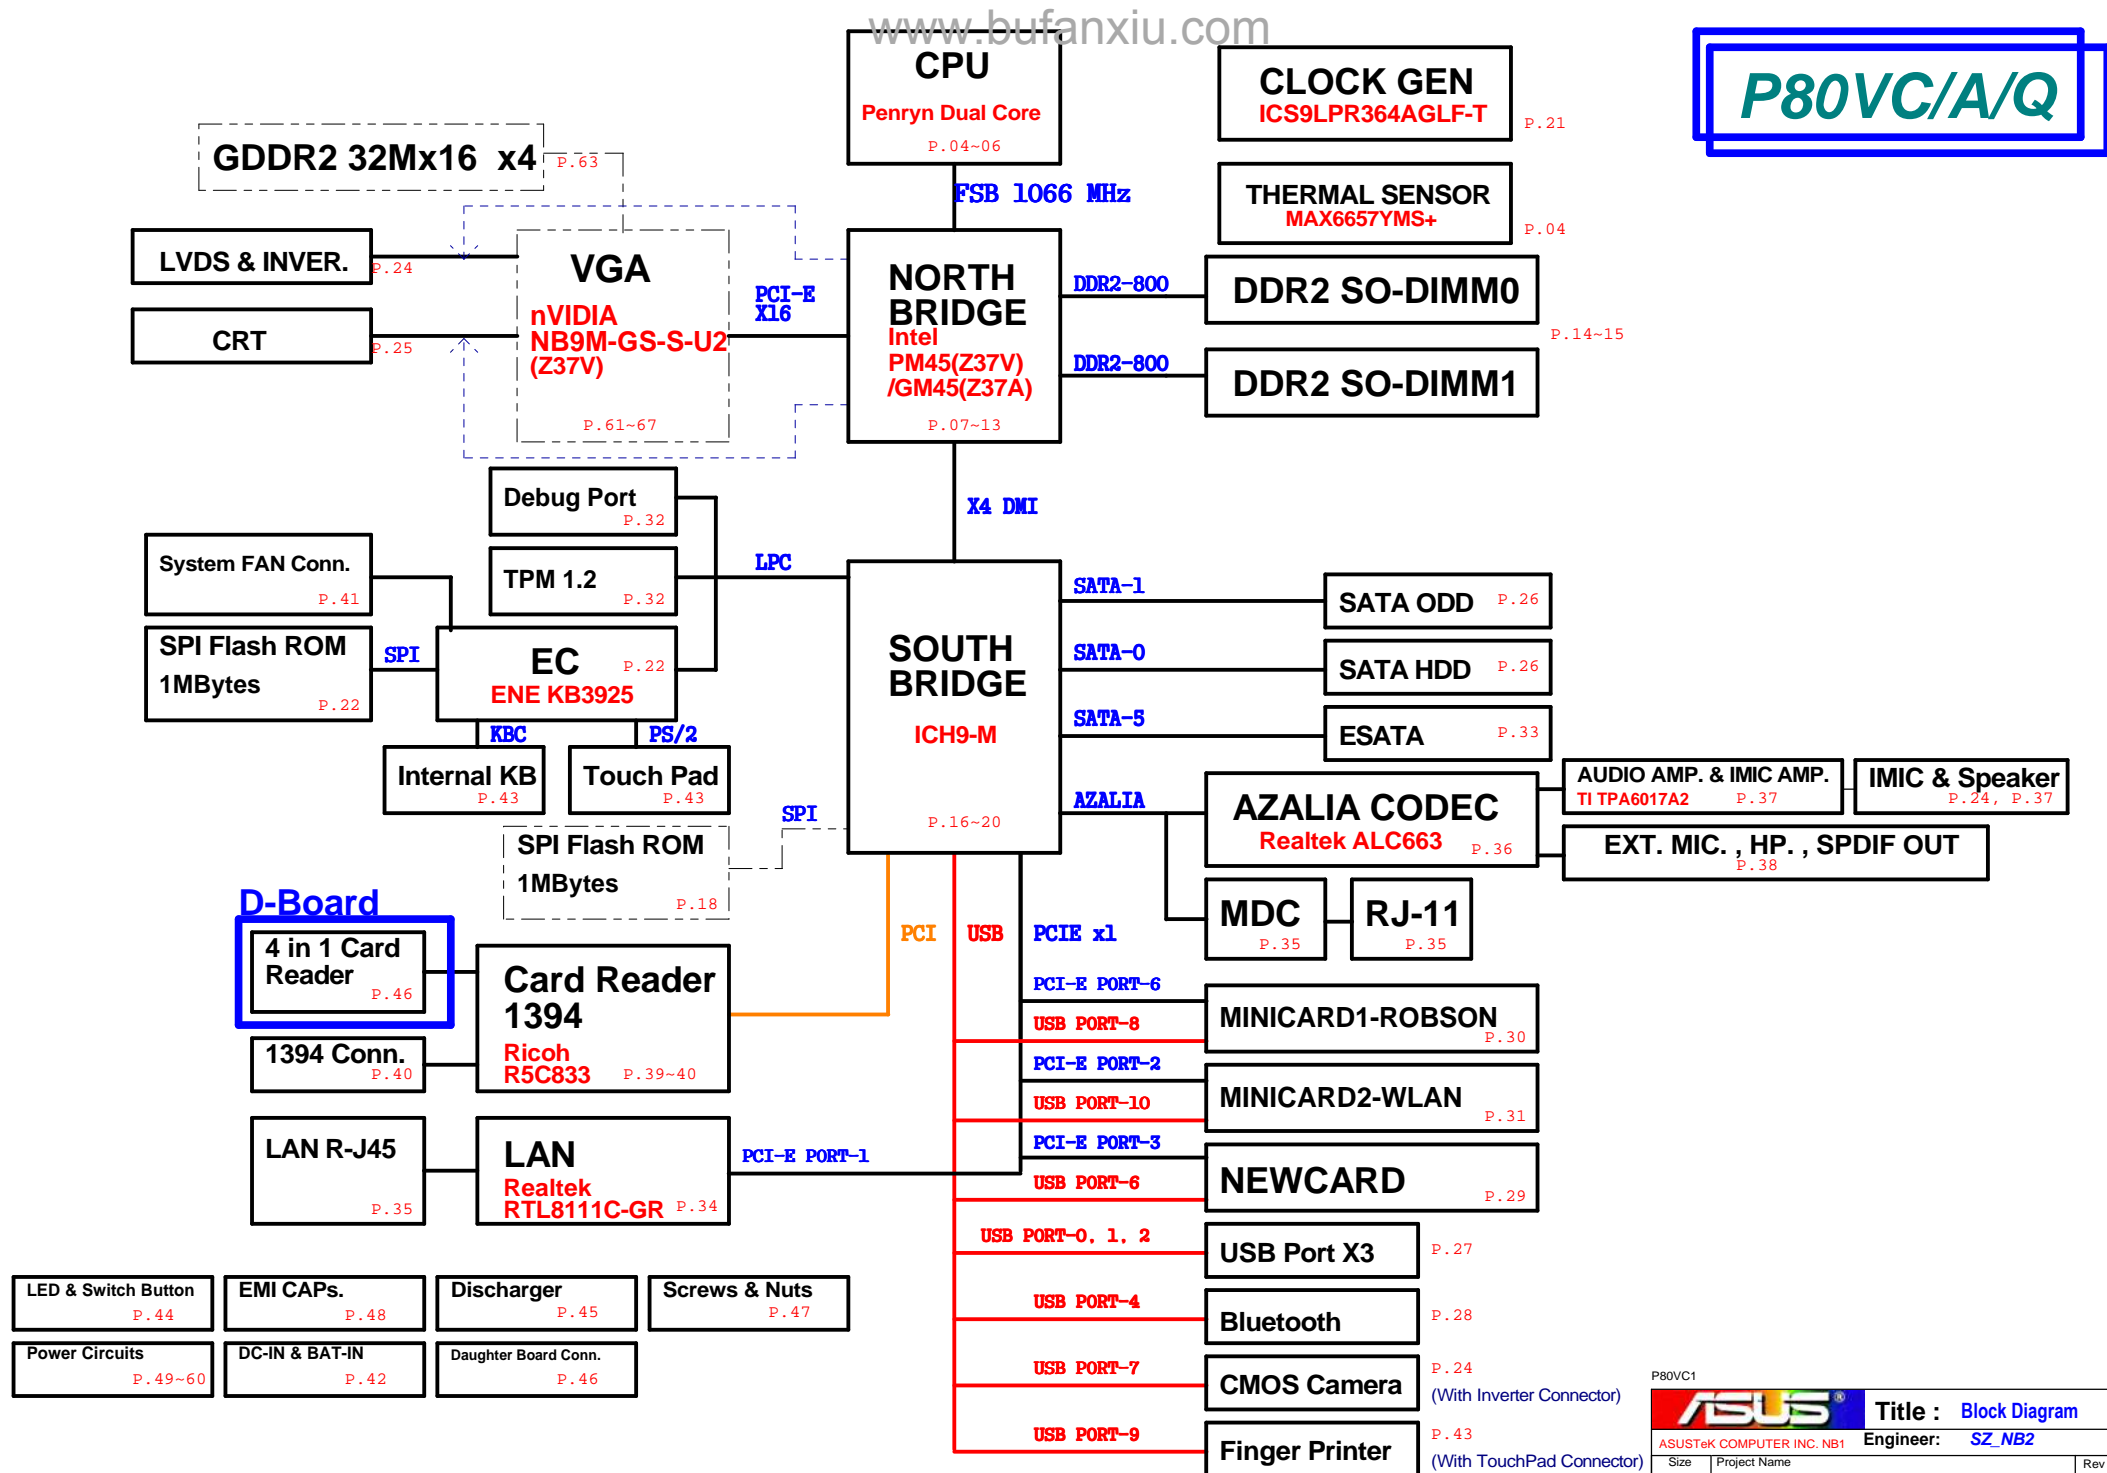 www.bufanxiu.com
CPU
Penryn Dual Core
P.04~06
CLOCK GEN
ICS9LPR364AGLF-T
P.21
P80VC/A/Q
GDDR2 32Mx16  x4
P.63
FSB 1066 MHz
THERMAL SENSOR
MAX6657YMS+
P.04
LVDS & INVER.
P.24
CRT
P.25
VGA
nVIDIA
NB9M-GS-S-U2
(Z37V)
P.61~67
PCI-E
X16
NORTH
BRIDGE
Intel
PM45(Z37V)
/GM45(Z37A)
P.07~13
DDR2-800
DDR2 SO-DIMM0
P.14~15
DDR2-800
DDR2 SO-DIMM1
Debug Port
P.32
X4 DMI
System FAN Conn.
P.41
TPM 1.2
P.32
LPC
SPI Flash ROM
1MBytes
P.22
SPI
EC
P.22
ENE KB3925
KBC
PS/2
Internal KB
P.43
Touch Pad
P.43
SOUTH
BRIDGE
ICH9-M
P.16~20
SATA-1
SATA ODD
P.26
SATA-0
SATA HDD
P.26
SATA-5
ESATA
P.33
AZALIA
AZALIA CODEC
Realtek ALC663
P.36
AUDIO AMP. & IMIC AMP.
TI TPA6017A2
P.37
IMIC & Speaker
P.24, P.37
EXT. MIC. , HP. , SPDIF OUT
P.38
SPI
SPI Flash ROM
1MBytes
P.18
MDC
P.35
RJ-11
P.35
D-Board
4 in 1 Card
Reader
P.46
Card Reader
1394
Ricoh
R5C833
P.39~40
1394 Conn.
P.40
PCI
USB
PCIE x1
PCI-E PORT-6
USB PORT-8
MINICARD1-ROBSON
P.30
PCI-E PORT-2
USB PORT-10
MINICARD2-WLAN
P.31
LAN R-J45
P.35
LAN
Realtek
RTL8111C-GR
P.34
PCI-E PORT-1
PCI-E PORT-3
USB PORT-6
NEWCARD
P.29
USB PORT-0, 1, 2
USB Port X3
P.27
USB PORT-4
Bluetooth
P.28
USB PORT-7
CMOS Camera
P.24
(With Inverter Connector)
USB PORT-9
Finger Printer
P.43
(With TouchPad Connector)
LED & Switch Button
P.44
EMI CAPs.
P.48
Discharger
P.45
Screws & Nuts
P.47
Power Circuits
P.49~60
DC-IN & BAT-IN
P.42
Daughter Board Conn.
P.46
P80VC1
ASUS®
Title : Block Diagram
ASUSTeK COMPUTER INC. NB1
Engineer: SZ_NB2
Size
Project Name
Rev